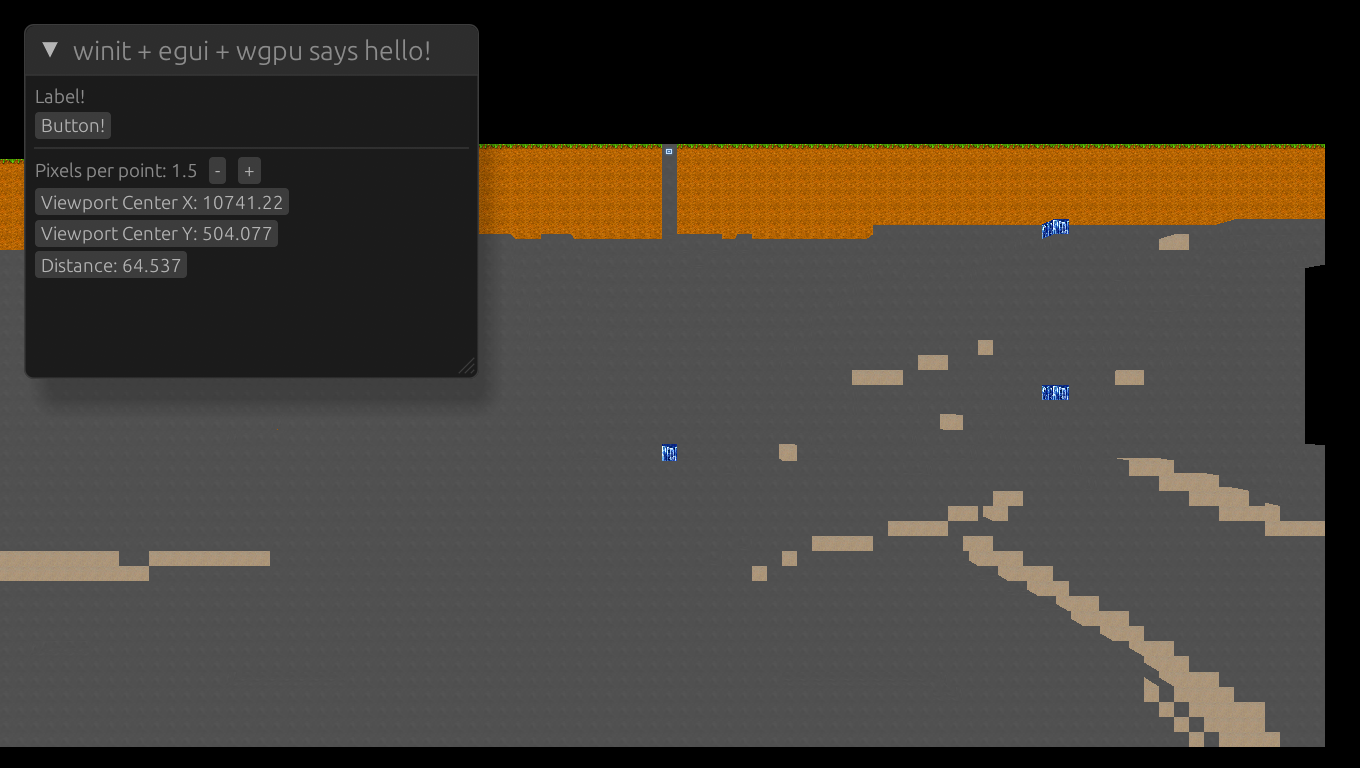 winit + egui + wgpu says hello!
Label!
Button!
Pixels per point: 1.5 - +
Viewport Center X: 10741.22
Viewport Center Y: 504.077
Distance: 64.537